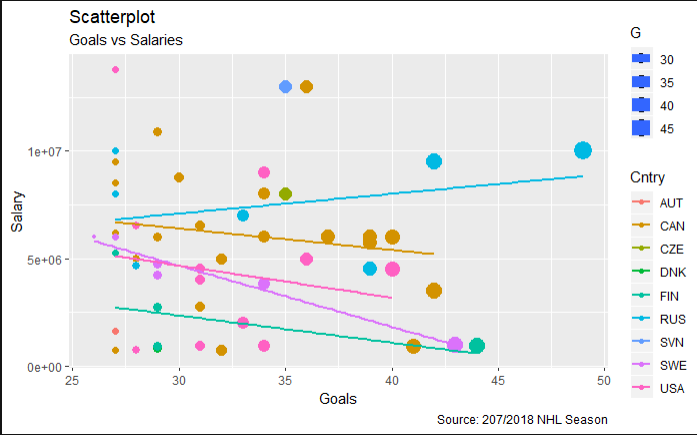 Scatterplot
Goals vs Salaries
1e+07
5e+06
0e+00
Salary
25 30 35 40 45 50
Goals
Source: 207/2018 NHL Season
G
30
35
40
45
Cntry
AUT
CAN
CZE
DNK
FIN
RUS
SVN
SWE
USA